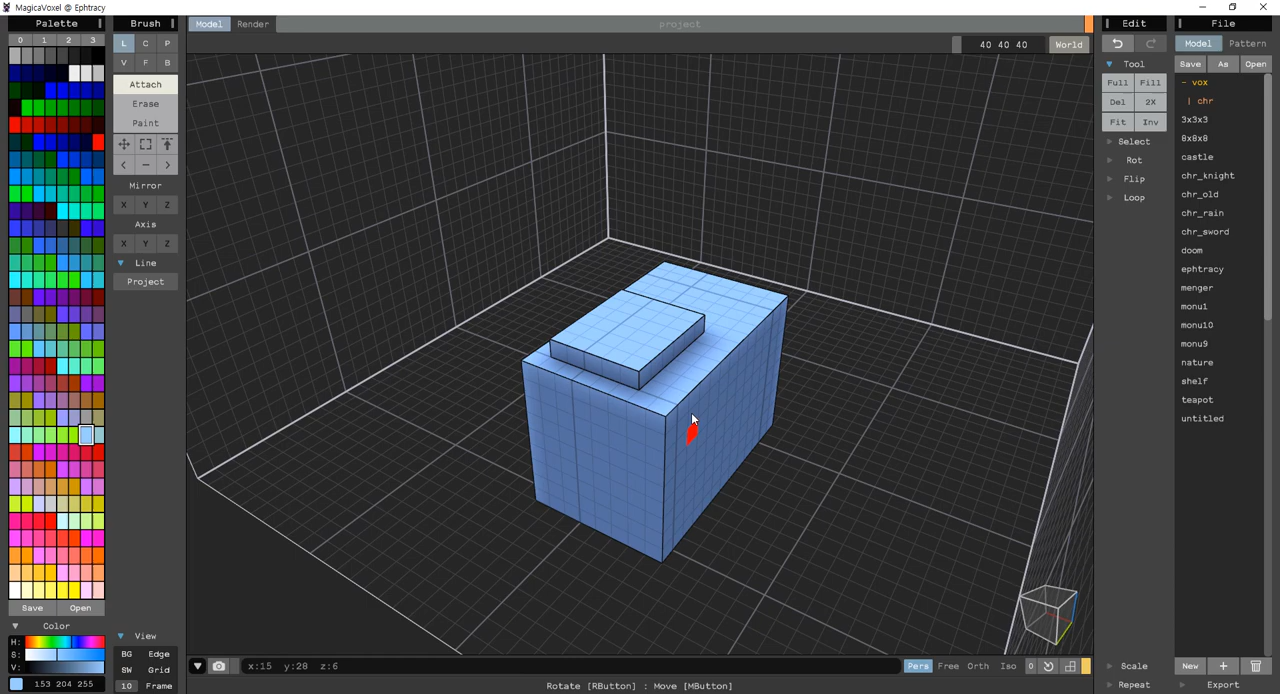 MagicaVoxel @ Ephtracy
Palette
Brush
Model
Render
project
Edit
File
0 1 2 3
L C P
40 40 40
World
Model
Pattern
V F B
Tool
Save
As
Open
Attach
Full
Fill
- vox
Erase
Del
2X
| chr
Paint
Fit
Inv
3x3x3
Select
8x8x8
< - >
Rot
castle
Mirror
Flip
chr_knight
X Y Z
Loop
chr_old
Axis
chr_rain
X Y Z
chr_sword
Line
doom
Project
ephtracy
menger
monu1
monu10
monu9
nature
shelf
teapot
untitled
Save
Open
Color
View
H:
S:
V:
BG
Edge
SW
Grid
153 204 255
10
Frame
x:15 y:28 z:6
Pers
Free
Orth
Iso
0
Scale
New
+
Repeat
Export
Rotate [RButton] : Move [MButton]